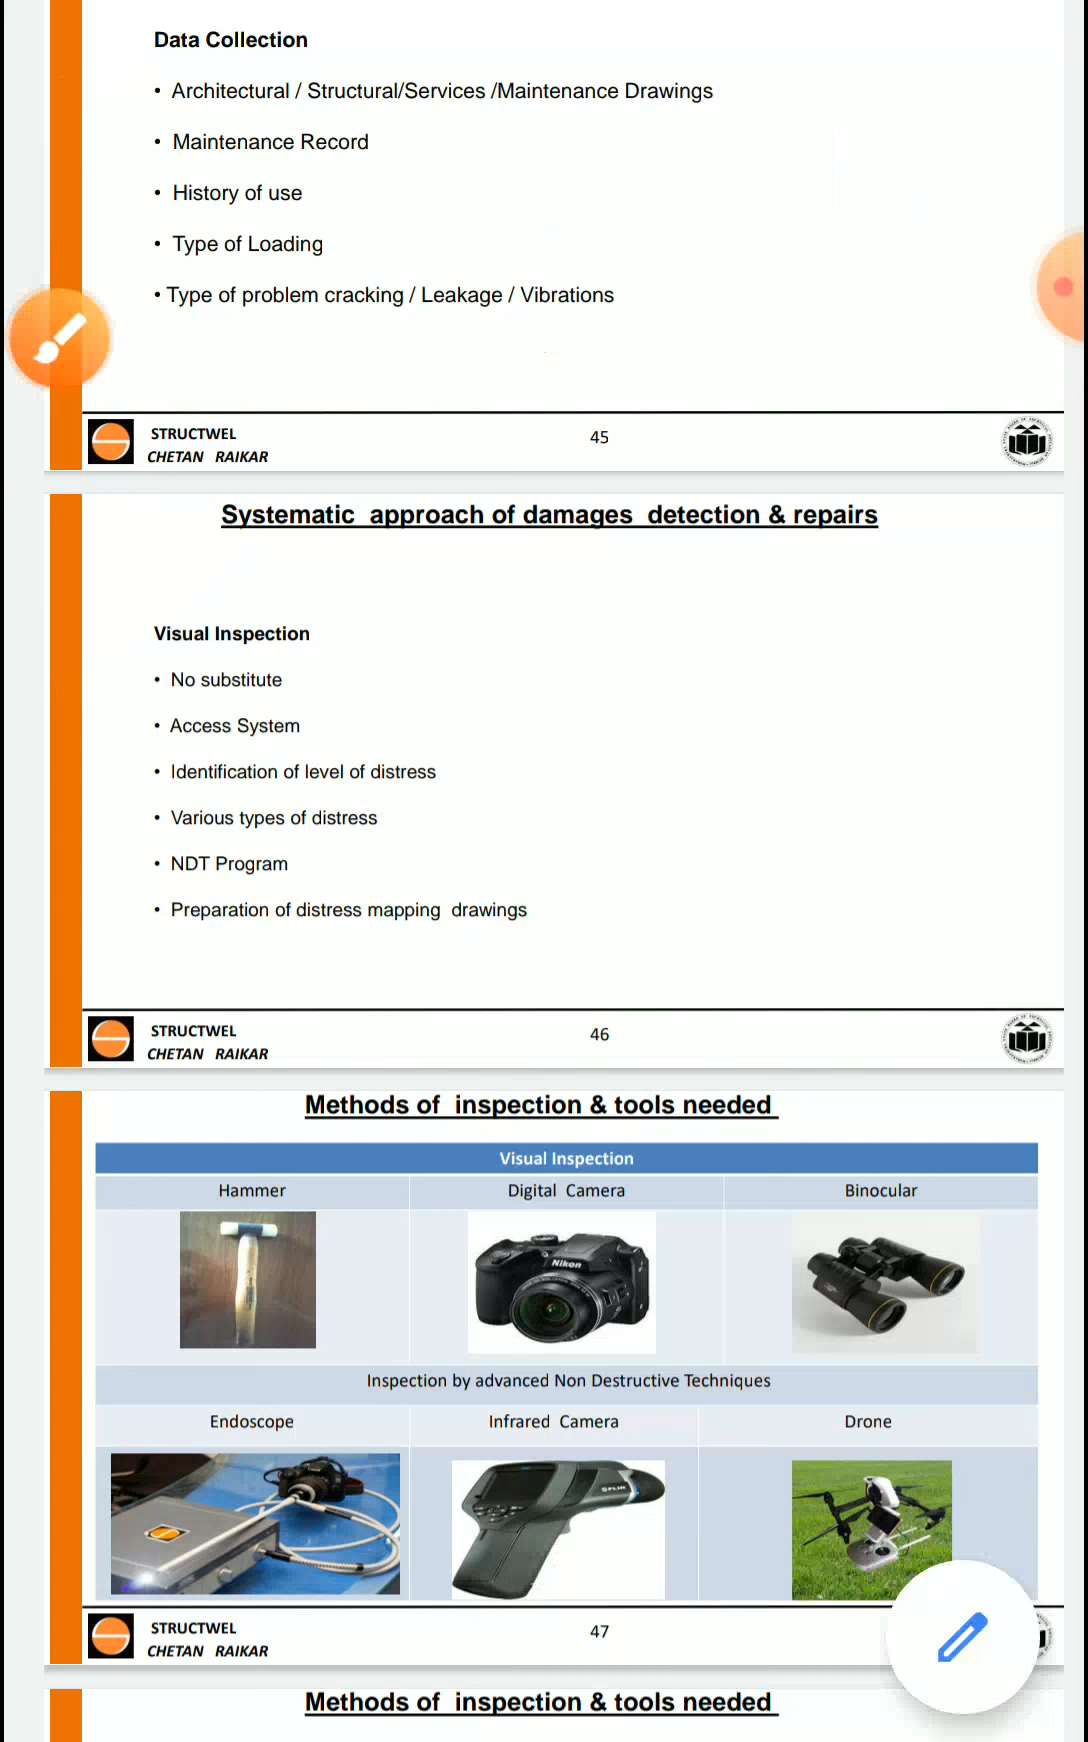 Data Collection
• Architectural / Structural/Services /Maintenance Drawings
• Maintenance Record
• History of use
• Type of Loading
• Type of problem cracking / Leakage / Vibrations
STRUCTWEL
CHETAN RAIKAR
45
Systematic approach of damages detection & repairs
Visual Inspection
• No substitute
• Access System
• Identification of level of distress
• Various types of distress
• NDT Program
• Preparation of distress mapping drawings
STRUCTWEL
CHETAN RAIKAR
46
Methods of inspection & tools needed
Visual Inspection
Hammer Digital Camera Binocular
Nikon
Inspection by advanced Non Destructive Techniques
Endoscope Infrared Camera Drone
FLIR
STRUCTWEL
CHETAN RAIKAR
47
Methods of inspection & tools needed